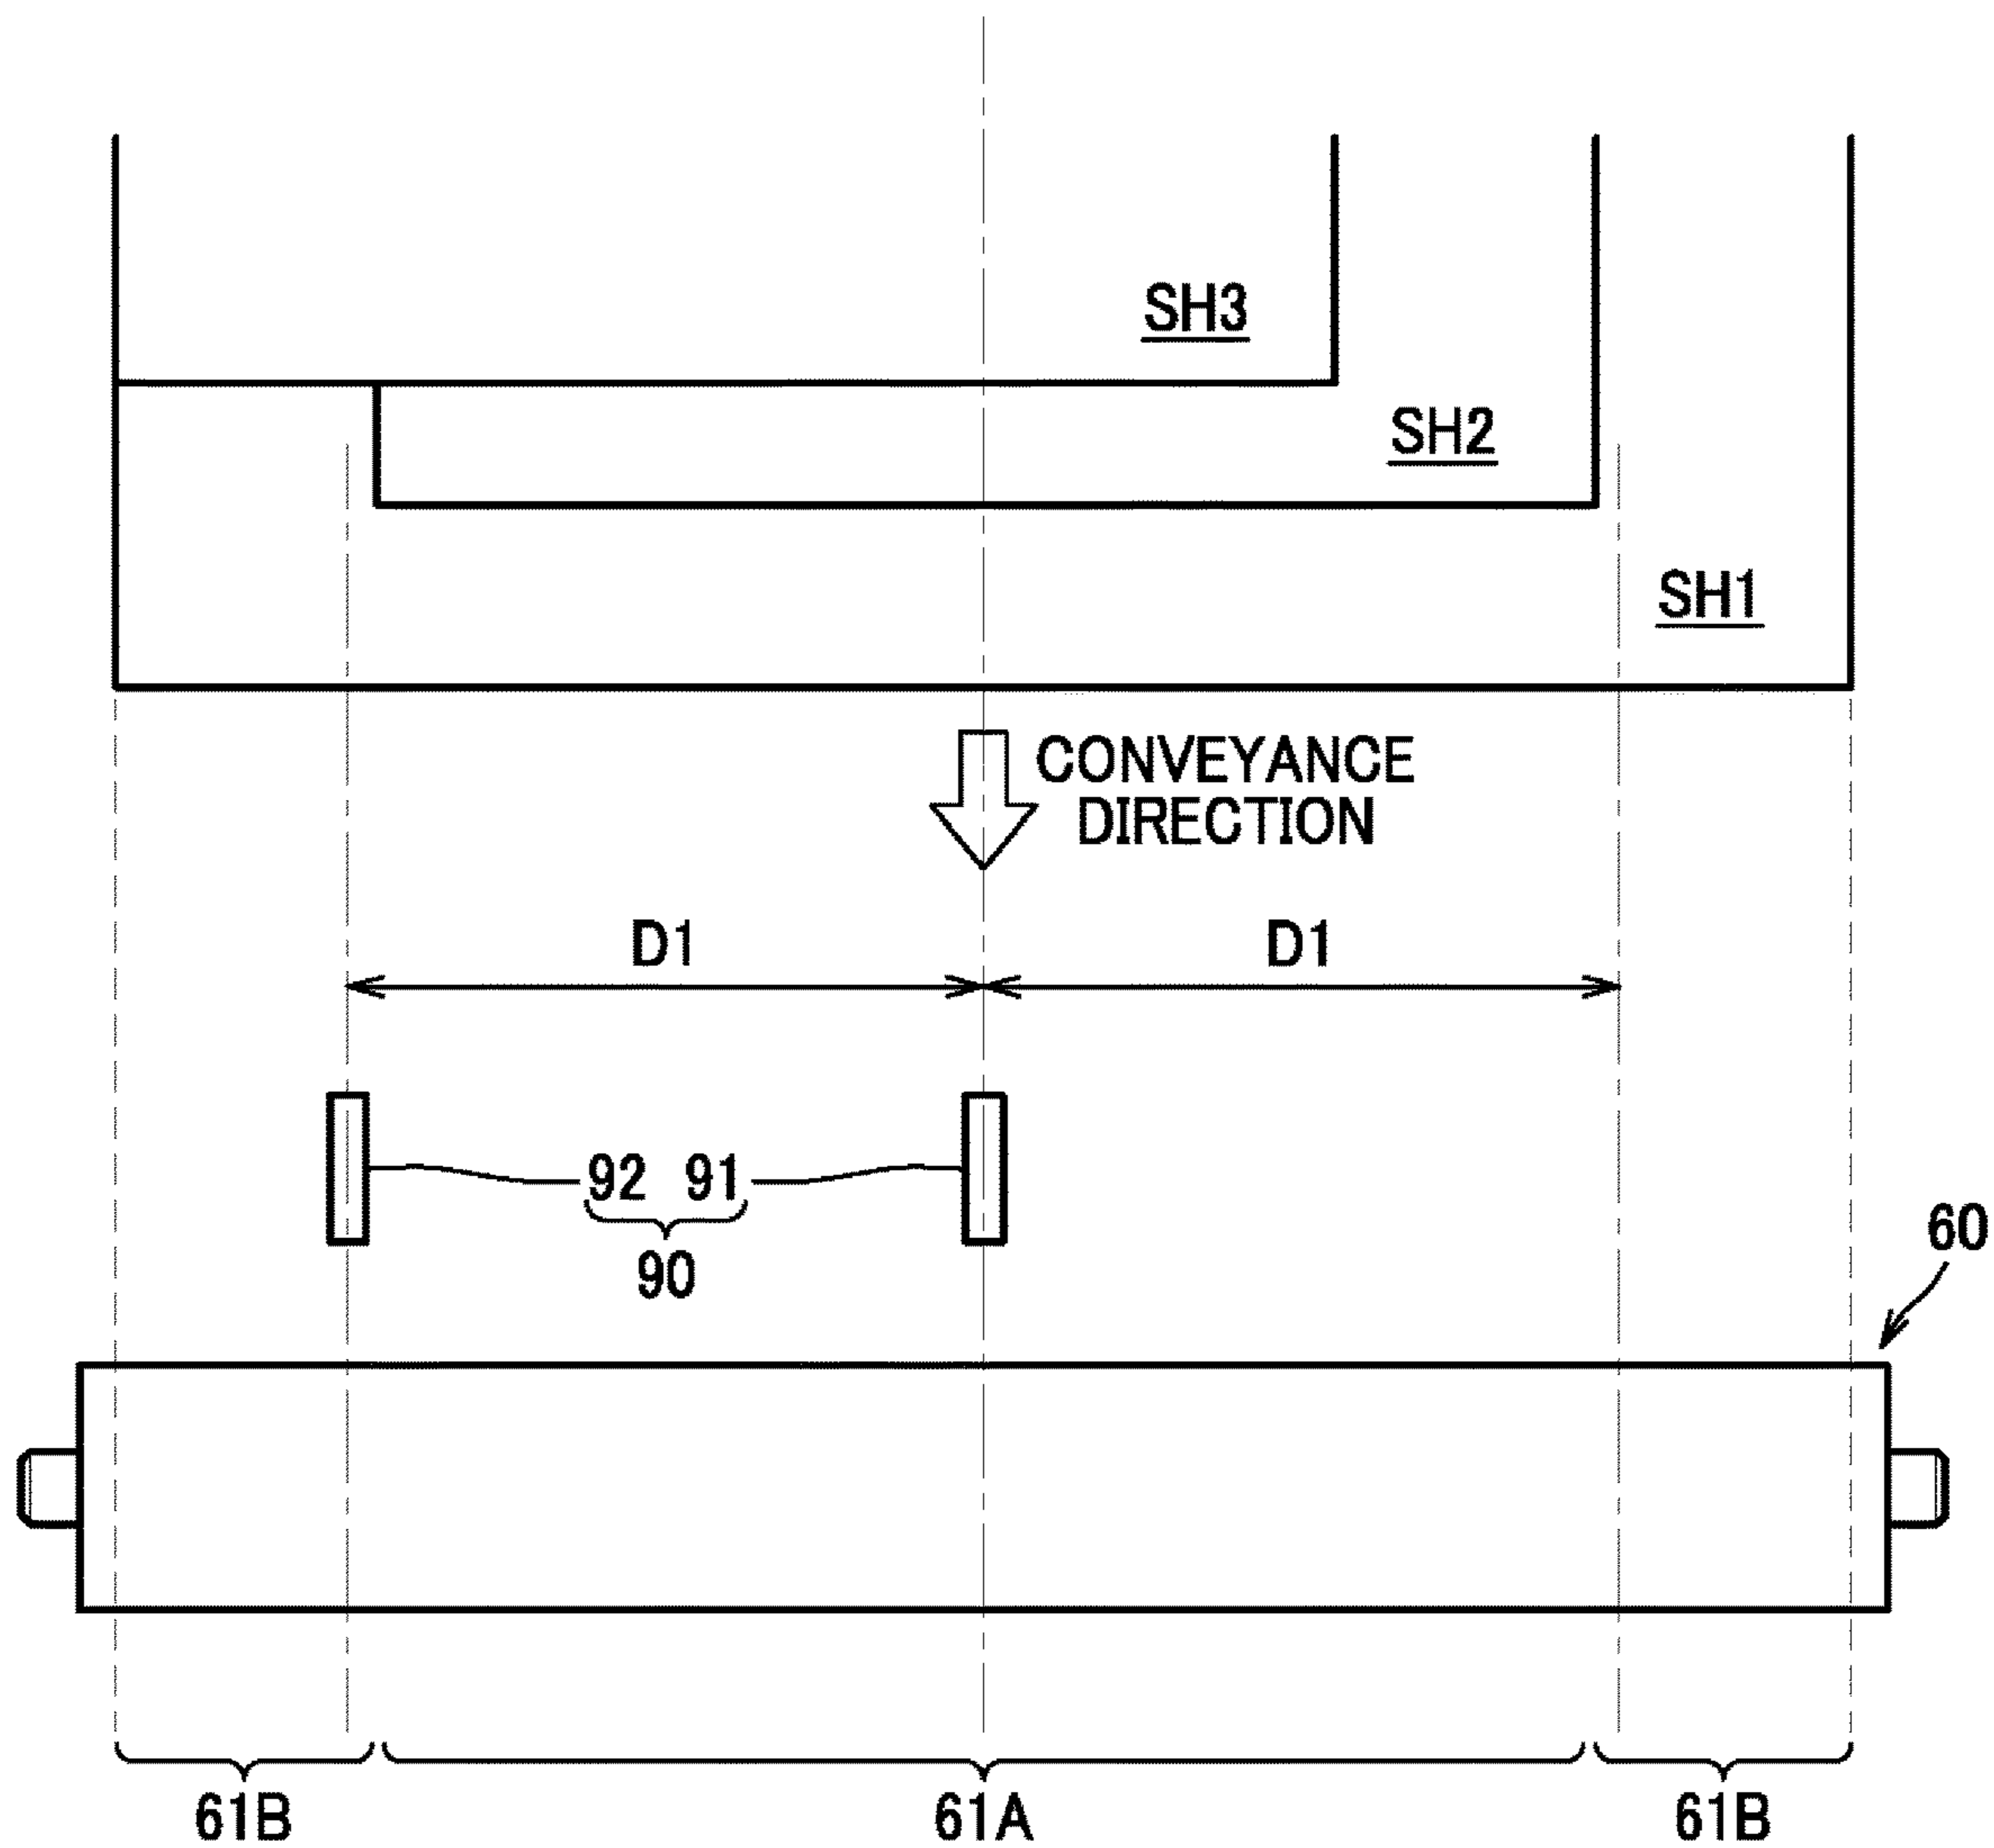 SH3
SH2
SH1
CONVEYANCE
DIRECTION
D1 D1
92 91
90
60
61B 61A 61B